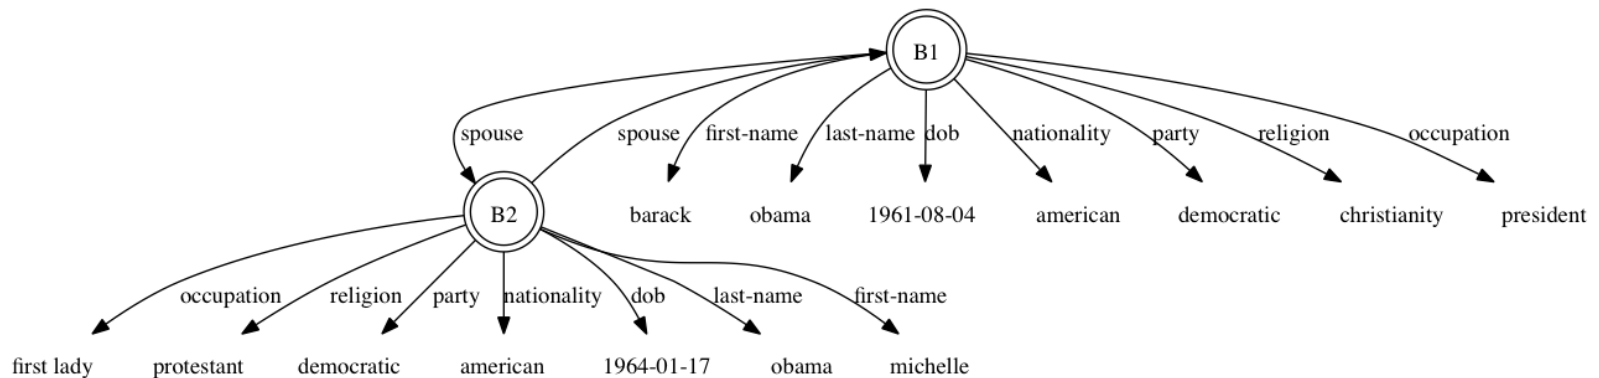 B1
spouse spouse first-name last-name dob nationality party religion occupation
B2 barack obama 1961-08-04 american democratic christianity president
occupation religion party nationality dob last-name first-name
first lady protestant democratic american 1964-01-17 obama michelle